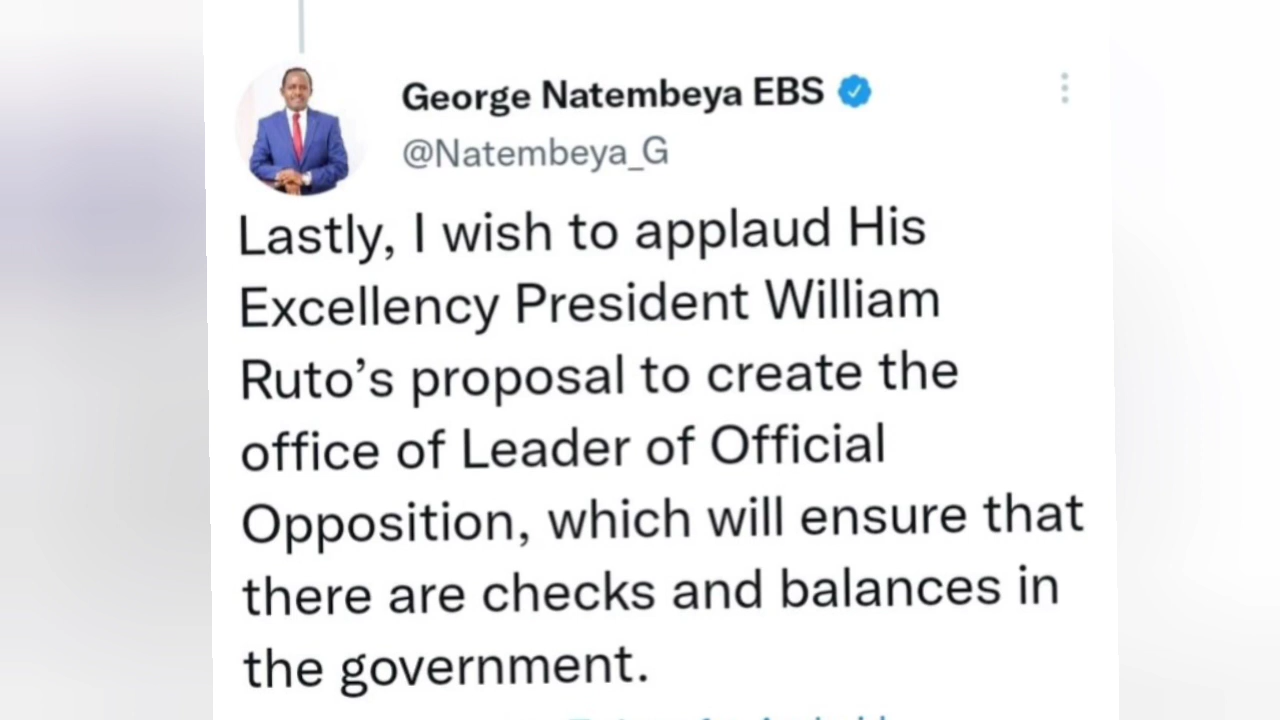 George Natembeya EBS
@Natembeya_G
Lastly, I wish to applaud His
Excellency President William
Ruto’s proposal to create the
office of Leader of Official
Opposition, which will ensure that
there are checks and balances in
the government.